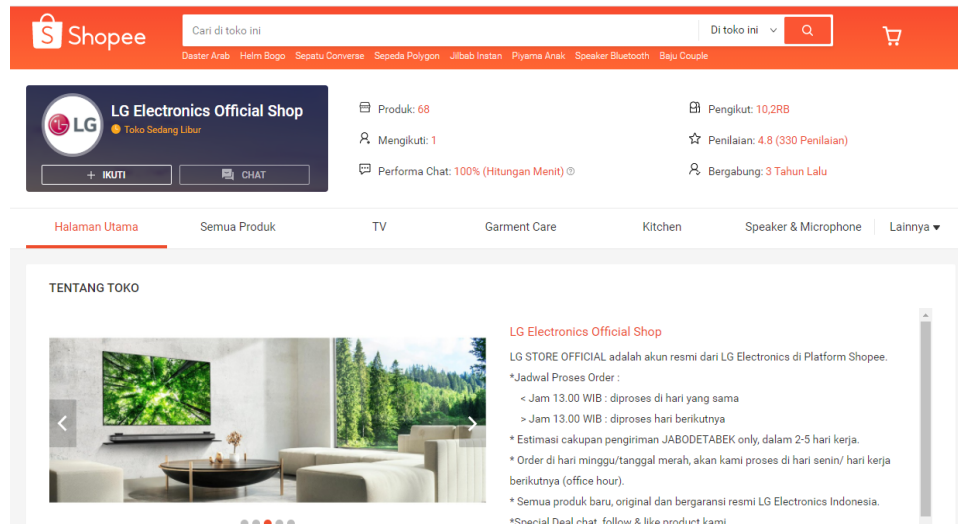 Shopee
Cari di toko ini
Di toko ini
Daster Arab Helm Bogo Sepatu Converse Sepeda Polygon Jilbab Instan Piyama Anak Speaker Bluetooth Baju Couple
LG
LG Electronics Official Shop
Toko Sedang Libur
+ IKUTI
CHAT
Produk: 68
Mengikuti: 1
Performa Chat: 100% (Hitungan Menit)
Pengikut: 10,2RB
Penilaian: 4.8 (330 Penilaian)
Bergabung: 3 Tahun Lalu
Halaman Utama Semua Produk TV Garment Care Kitchen Speaker & Microphone Lainnya
TENTANG TOKO
LG Electronics Official Shop
LG STORE OFFICIAL adalah akun resmi dari LG Electronics di Platform Shopee.
*Jadwal Proses Order :
< Jam 13.00 WIB : diproses di hari yang sama
> Jam 13.00 WIB : diproses hari berikutnya
* Estimasi cakupan pengiriman JABODETABEK only, dalam 2-5 hari kerja.
* Order di hari minggu/tanggal merah, akan kami proses di hari senin/ hari kerja
berikutnya (office hour).
* Semua produk baru, original dan bergaransi resmi LG Electronics Indonesia.
*Special Deal chat, follow & like product kami